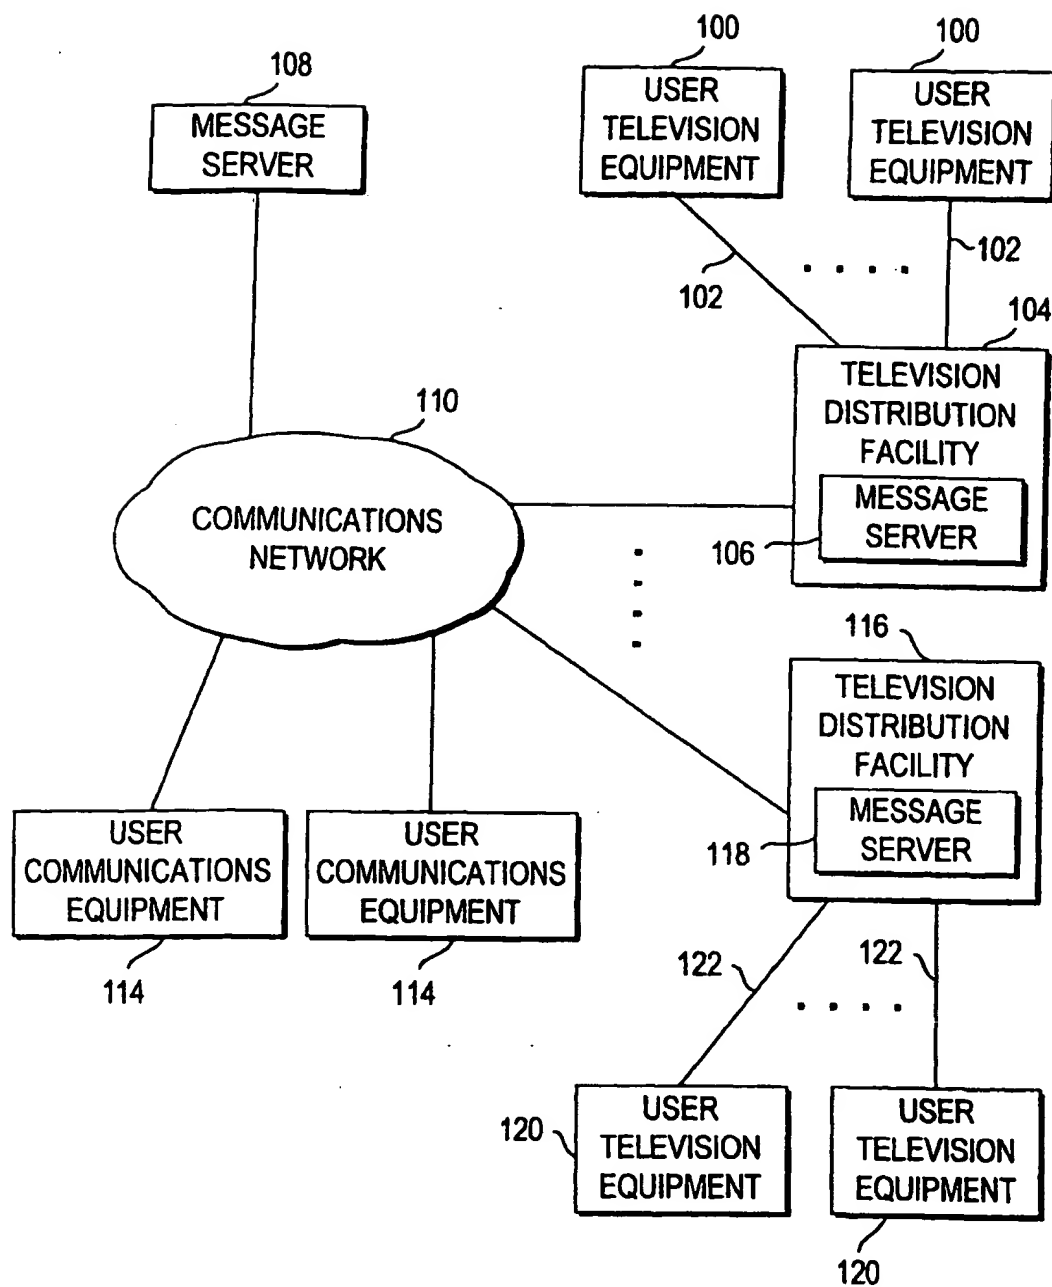 108
MESSAGE
SERVER
100
USER
TELEVISION
EQUIPMENT
100
USER
TELEVISION
EQUIPMENT
102
102
104
TELEVISION
DISTRIBUTION
FACILITY
MESSAGE
SERVER
106
110
COMMUNICATIONS
NETWORK
116
TELEVISION
DISTRIBUTION
FACILITY
MESSAGE
SERVER
118
USER
COMMUNICATIONS
EQUIPMENT
114
USER
COMMUNICATIONS
EQUIPMENT
114
122
122
120
USER
TELEVISION
EQUIPMENT
USER
TELEVISION
EQUIPMENT
120